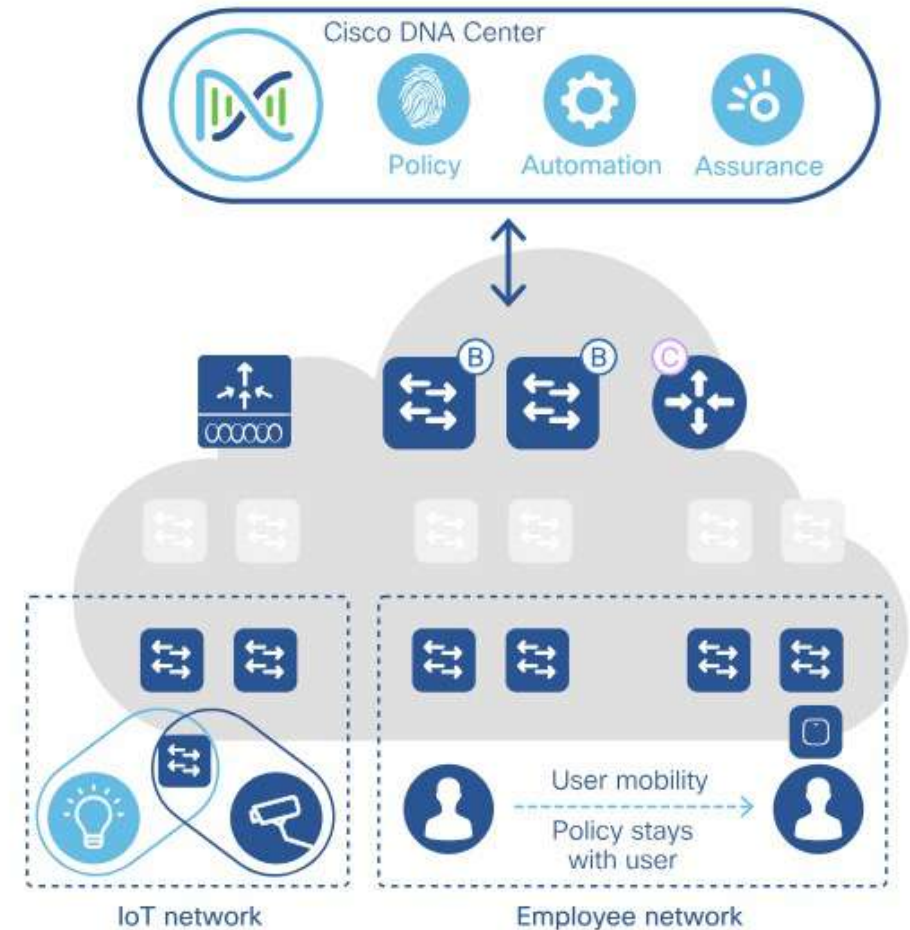 Cisco DNA Center
Policy
Automation
Assurance
B
B
C
User mobility
Policy stays
with user
IoT network
Employee network